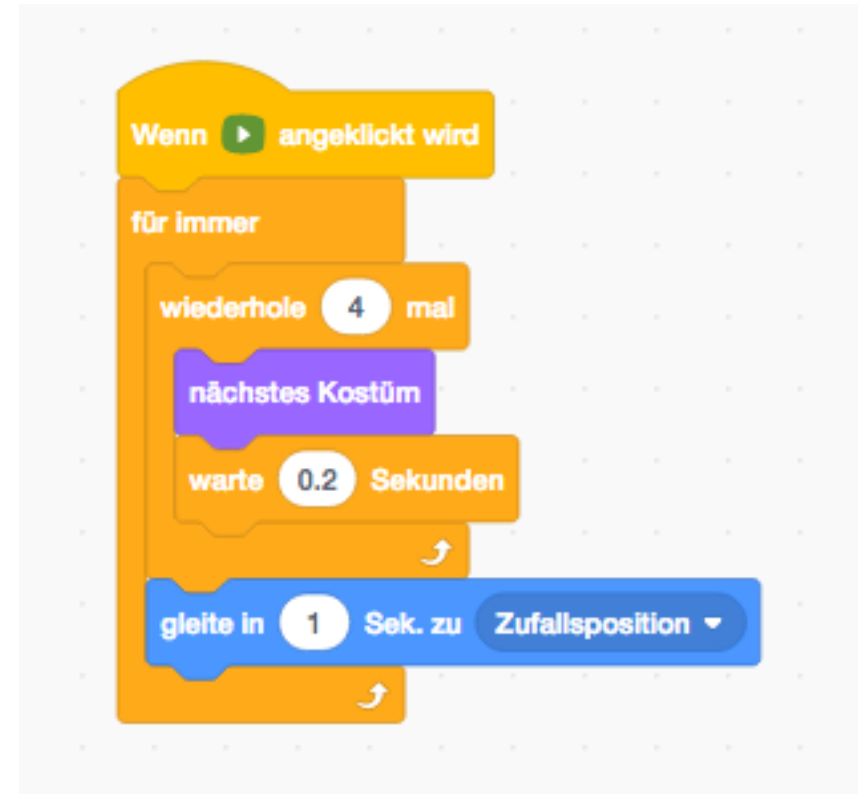 Wenn angeklickt wird
für immer
wiederhole 4 mal
nächstes Kostüm
warte 0.2 Sekunden
gleite in 1 Sek. zu Zufallsposition